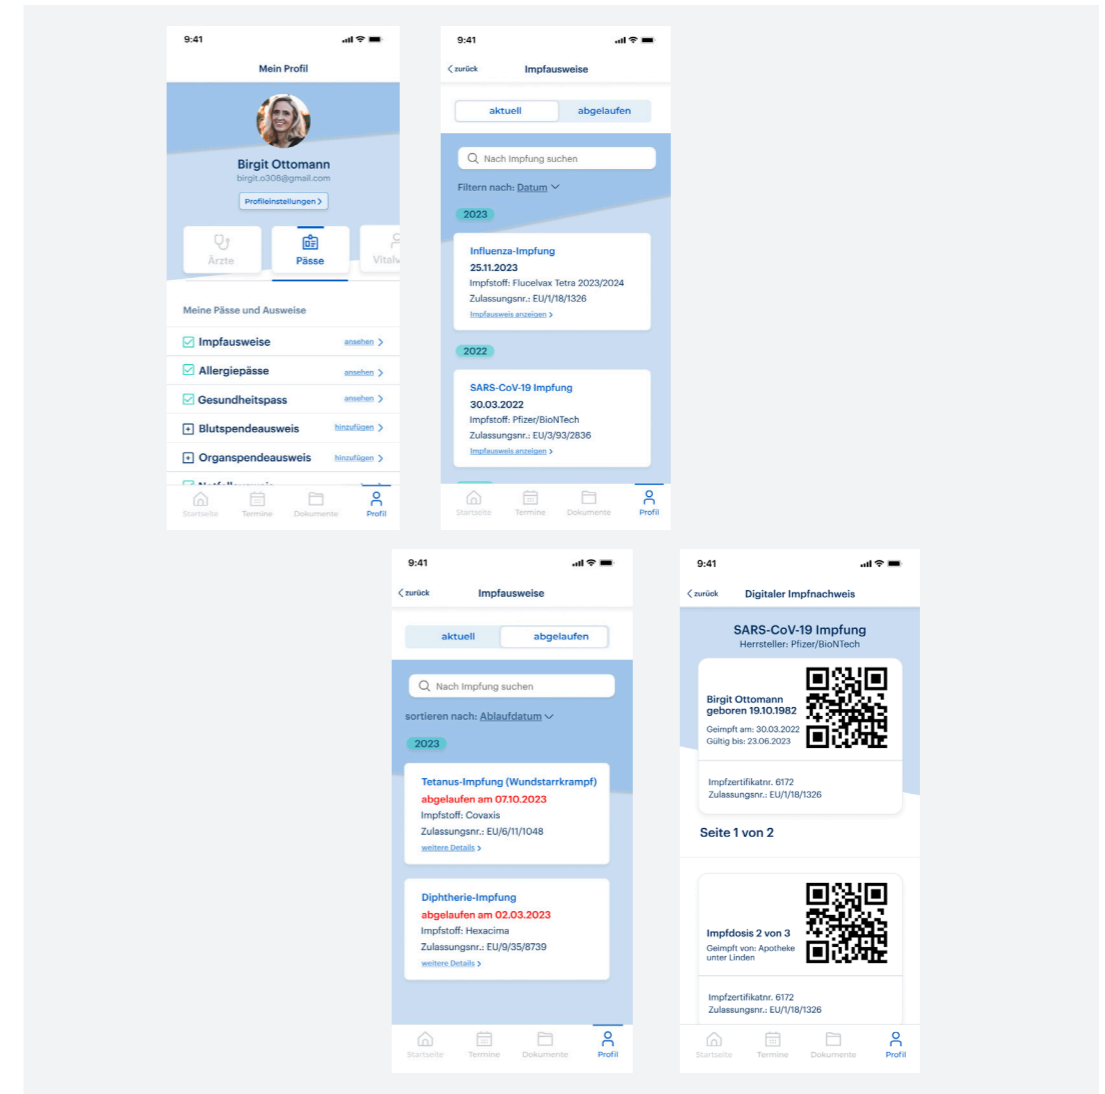 9:41
Mein Profil
Birgit Ottomann
birgit.o308@gmail.com
Profileinstellungen >
Ärzte
Pässe
Vitalw
Meine Pässe und Ausweise
Impfausweise ansehen >
Allergiepässe ansehen >
Gesundheitspass ansehen >
Blutspendeausweis hinzufügen >
Organspendeausweis hinzufügen >
Startseite Termine Dokumente Profil
9:41
< zurück Impfausweise
aktuell abgelaufen
Nach Impfung suchen
Filtern nach: Datum
2023
Influenza-Impfung
25.11.2023
Impfstoff: Flucelvax Tetra 2023/2024
Zulassungsnr.: EU/1/18/1326
Impfausweis anzeigen >
2022
SARS-CoV-19 Impfung
30.03.2022
Impfstoff: Pfizer/BioNTech
Zulassungsnr.: EU/3/93/2836
Impfausweis anzeigen >
Startseite Termine Dokumente Profil
9:41
< zurück Impfausweise
aktuell abgelaufen
Nach Impfung suchen
sortieren nach: Ablaufdatum
2023
Tetanus-Impfung (Wundstarrkrampf)
abgelaufen am 07.10.2023
Impfstoff: Covaxis
Zulassungsnr.: EU/6/11/1048
weitere Details >
Diphtherie-Impfung
abgelaufen am 02.03.2023
Impfstoff: Hexacima
Zulassungsnr.: EU/9/35/8739
weitere Details >
Startseite Termine Dokumente Profil
9:41
< zurück Digitaler Impfnachweis
SARS-CoV-19 Impfung
Herrsteller: Pfizer/BioNTech
Birgit Ottomann
geboren 19.10.1982
Geimpft am: 30.03.2022
Gültig bis: 23.06.2023
Impfzertifikatnr. 6172
Zulassungsnr.: EU/1/18/1326
Seite 1 von 2
Impfdosis 2 von 3
Geimpft von: Apotheke
unter Linden
Impfzertifikatnr. 6172
Zulassungsnr.: EU/1/18/1326
Startseite Termine Dokumente Profil